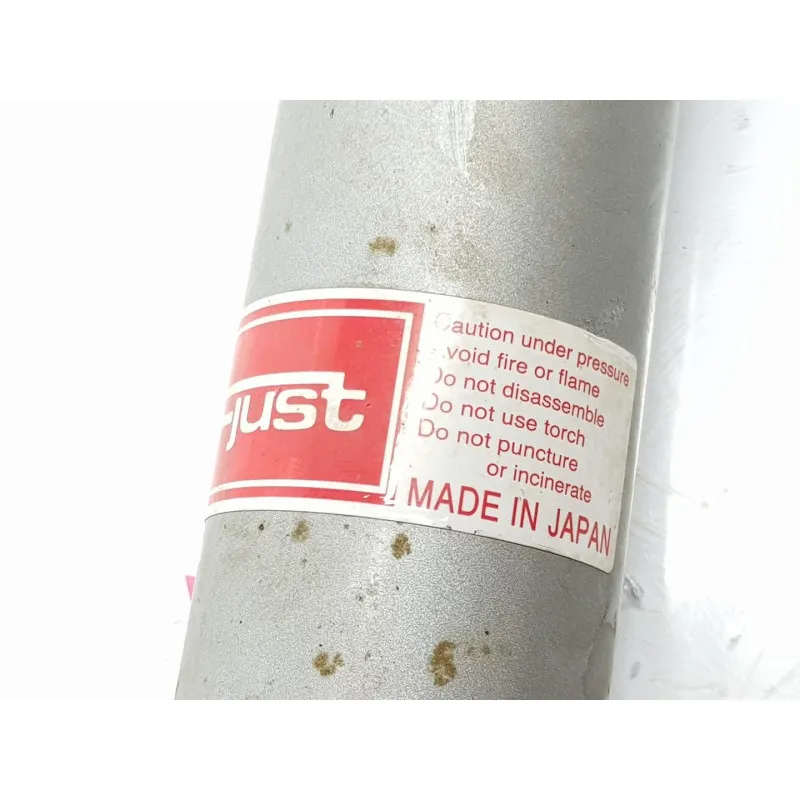 -just
Caution under pressure
Avoid fire or flame
Do not disassemble
Do not use torch
Do not puncture
or incinerate
MADE IN JAPAN